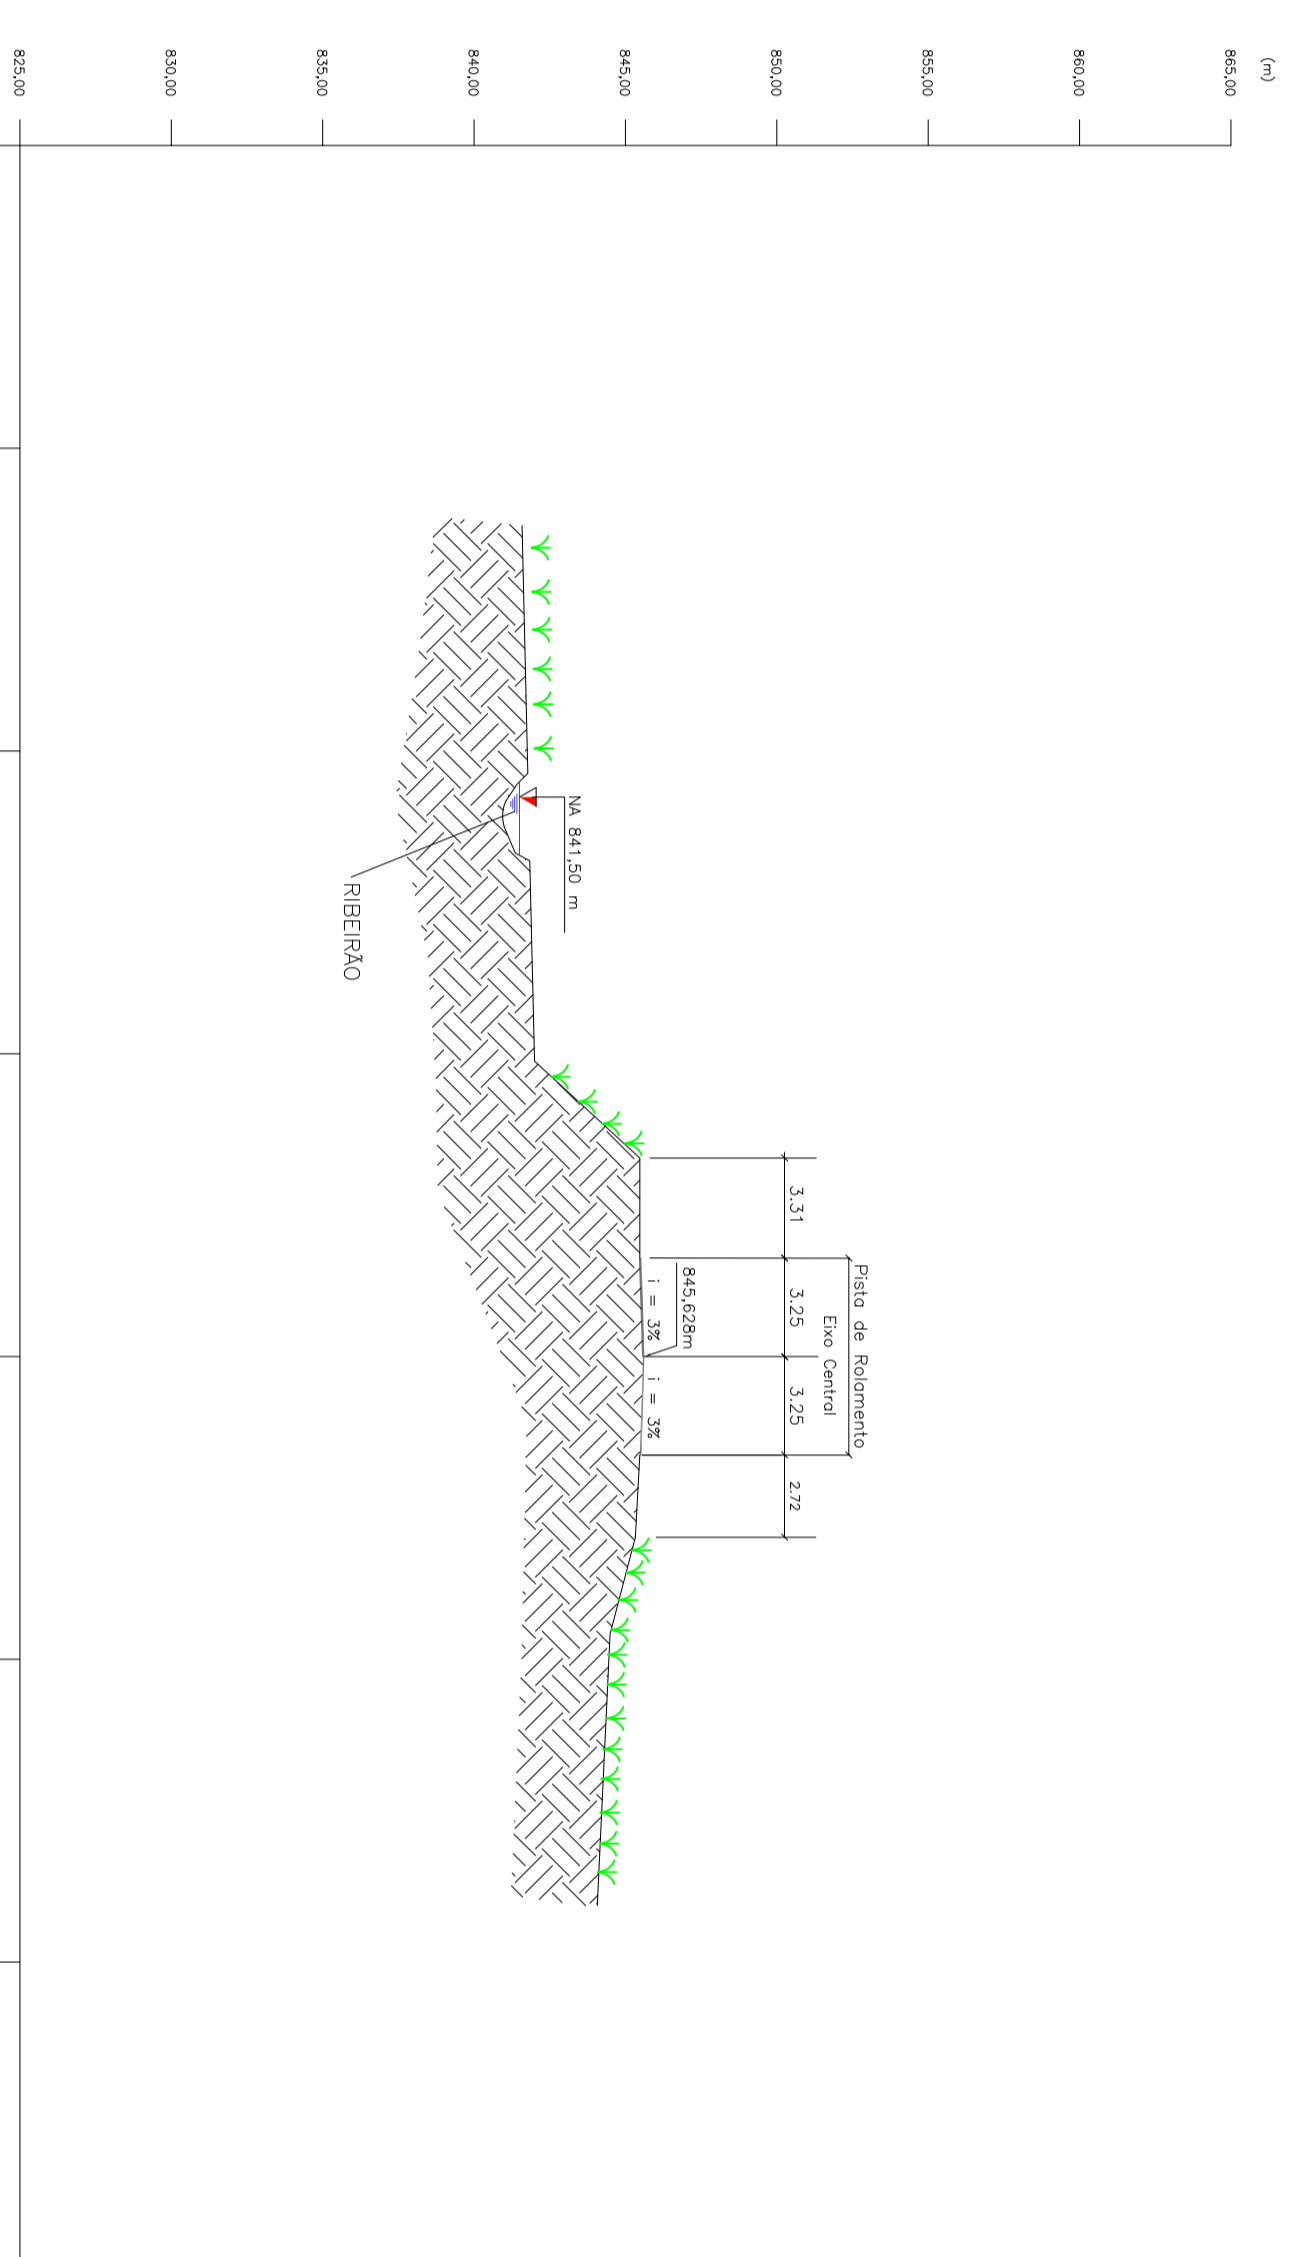 (m)
865,00
860,00
855,00
850,00
845,00
840,00
835,00
830,00
825,00
Pista de Rolamento
Eixo Central
3.31
3.25
3.25
2.72
845,628m
i = 3%
i = 3%
NA 841,50 m
RIBEIRÃO